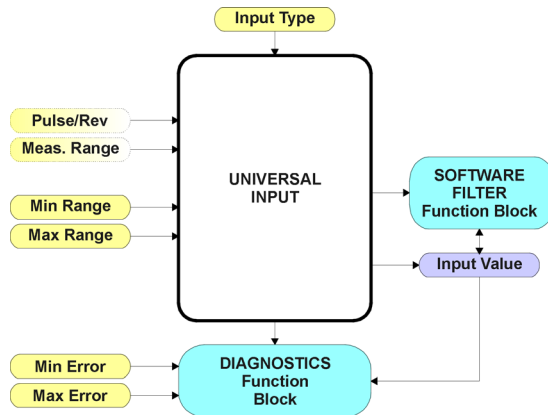 Input Type
Pulse/Rev
Meas. Range
UNIVERSAL
INPUT
SOFTWARE
FILTER
Function Block
Min Range
Max Range
Input Value
Min Error
Max Error
DIAGNOSTICS
Function
Block